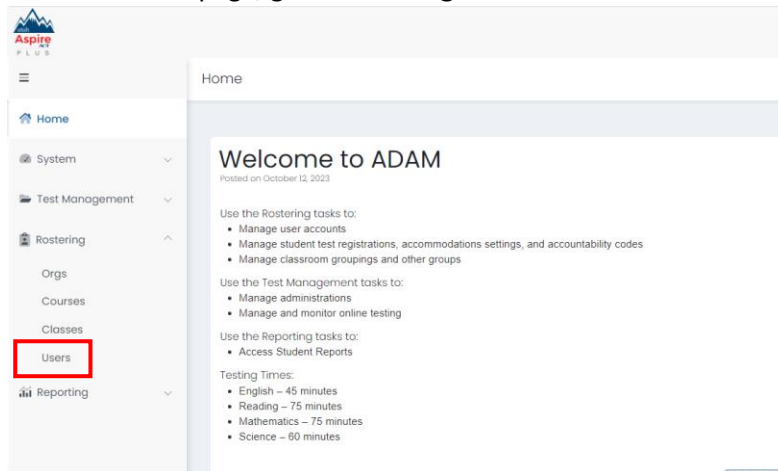 Utah
Aspire
ACT
PLUS
Home
Home
System
Test Management
Rostering
Orgs
Courses
Classes
Users
Reporting
Welcome to ADAM
Posted on October 12, 2023
Use the Rostering tasks to:
• Manage user accounts
• Manage student test registrations, accommodations settings, and accountability codes
• Manage classroom groupings and other groups
Use the Test Management tasks to:
• Manage administrations
• Manage and monitor online testing
Use the Reporting tasks to:
• Access Student Reports
Testing Times:
• English – 45 minutes
• Reading – 75 minutes
• Mathematics – 75 minutes
• Science – 60 minutes